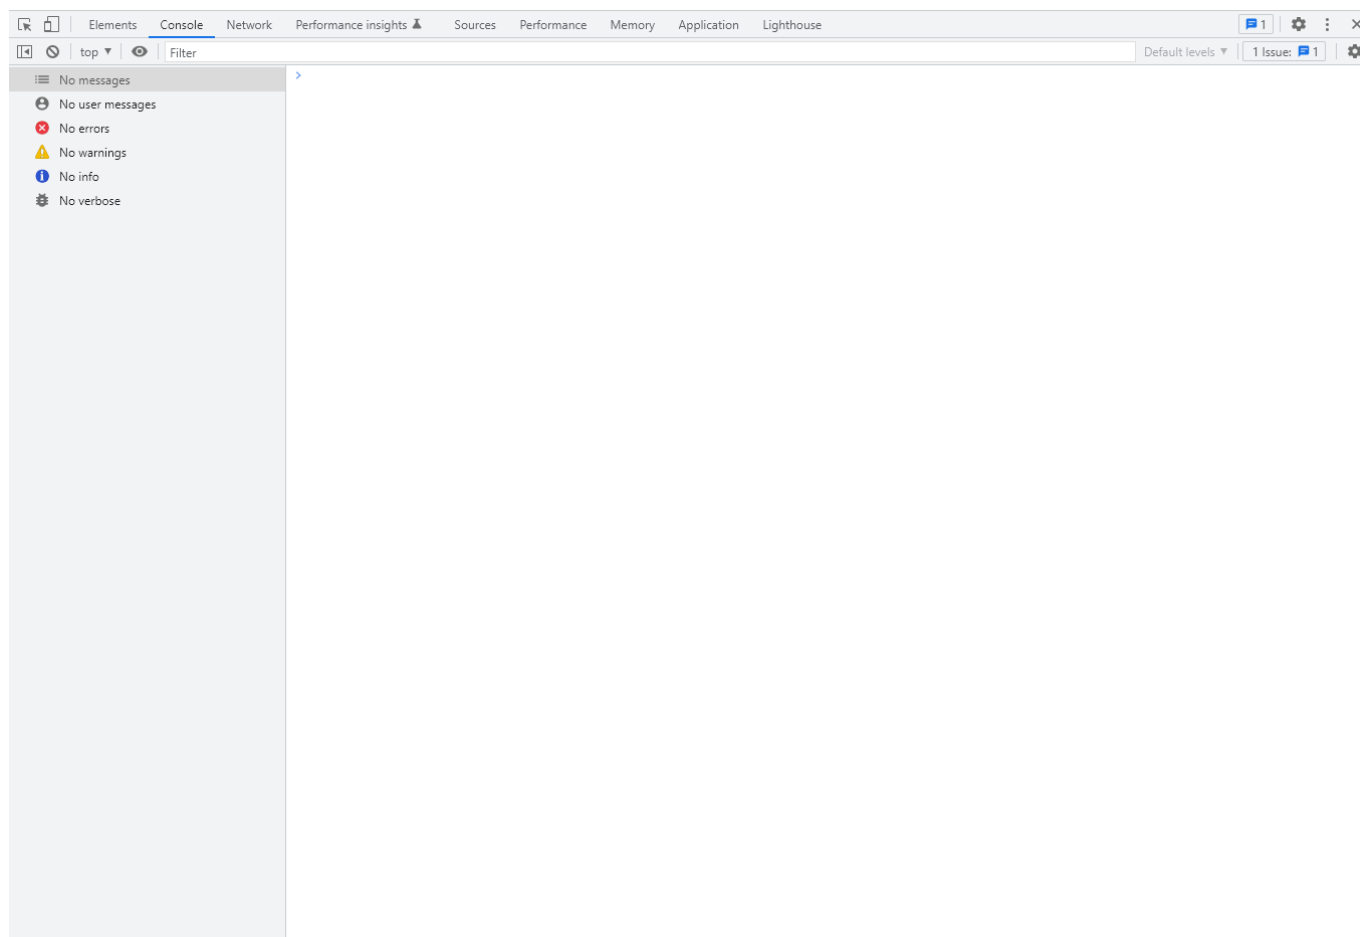 Elements Console Network Performance insights Sources Performance Memory Application Lighthouse 1
top Filter Default levels 1 Issue: 1
No messages
No user messages
No errors
No warnings
No info
No verbose